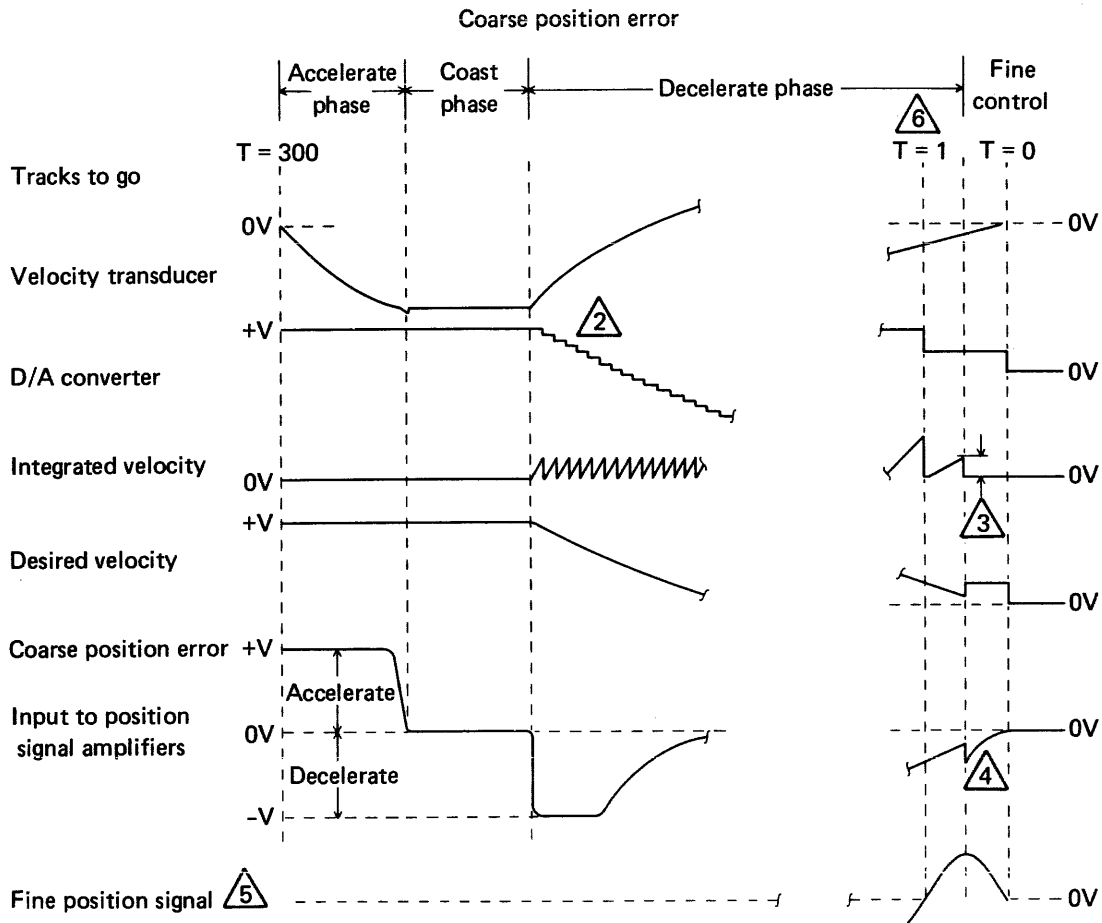 Coarse position error
Accelerate phase
Coast phase
Decelerate phase
Fine control
6
T = 300
T = 1
T = 0
Tracks to go
0V
0V
Velocity transducer
+V
2
D/A converter
0V
Integrated velocity
0V
0V
3
+V
Desired velocity
0V
Coarse position error
+V
Accelerate
Input to position
signal amplifiers
0V
0V
Decelerate
4
–V
Fine position signal
5
0V